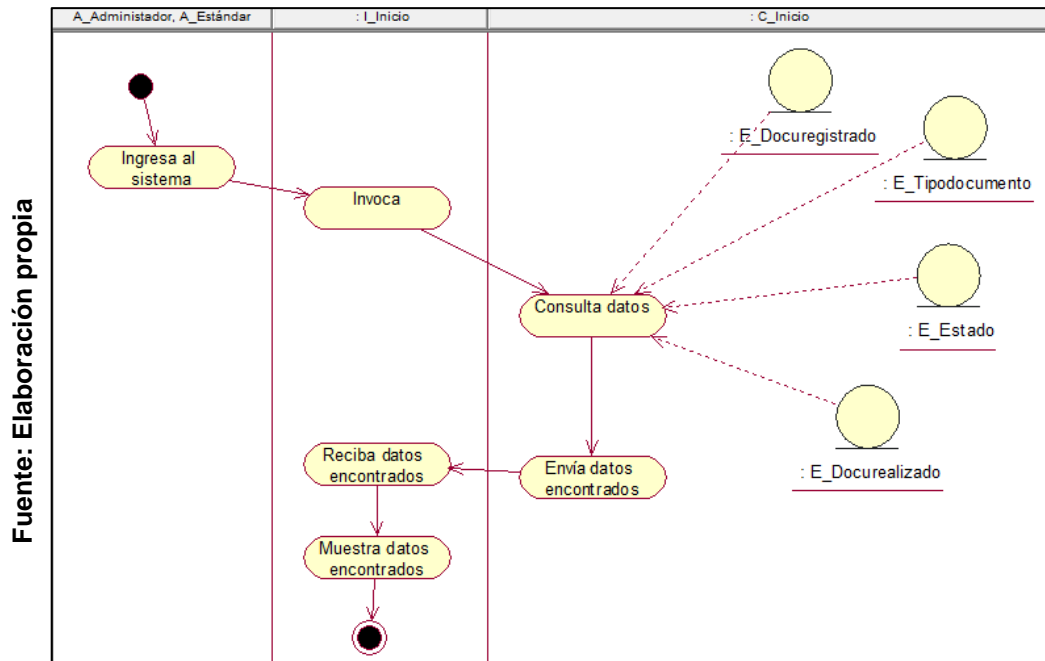 A_Administador, A_Estándar
: I_Inicio
: C_Inicio
Ingresa al
sistema
Invoca
: E_Docuregistrado
: E_Tipodocumento
Consulta datos
: E_Estado
: E_Docurealizado
Envía datos
encontrados
Reciba datos
encontrados
Muestra datos
encontrados
Fuente: Elaboración propia